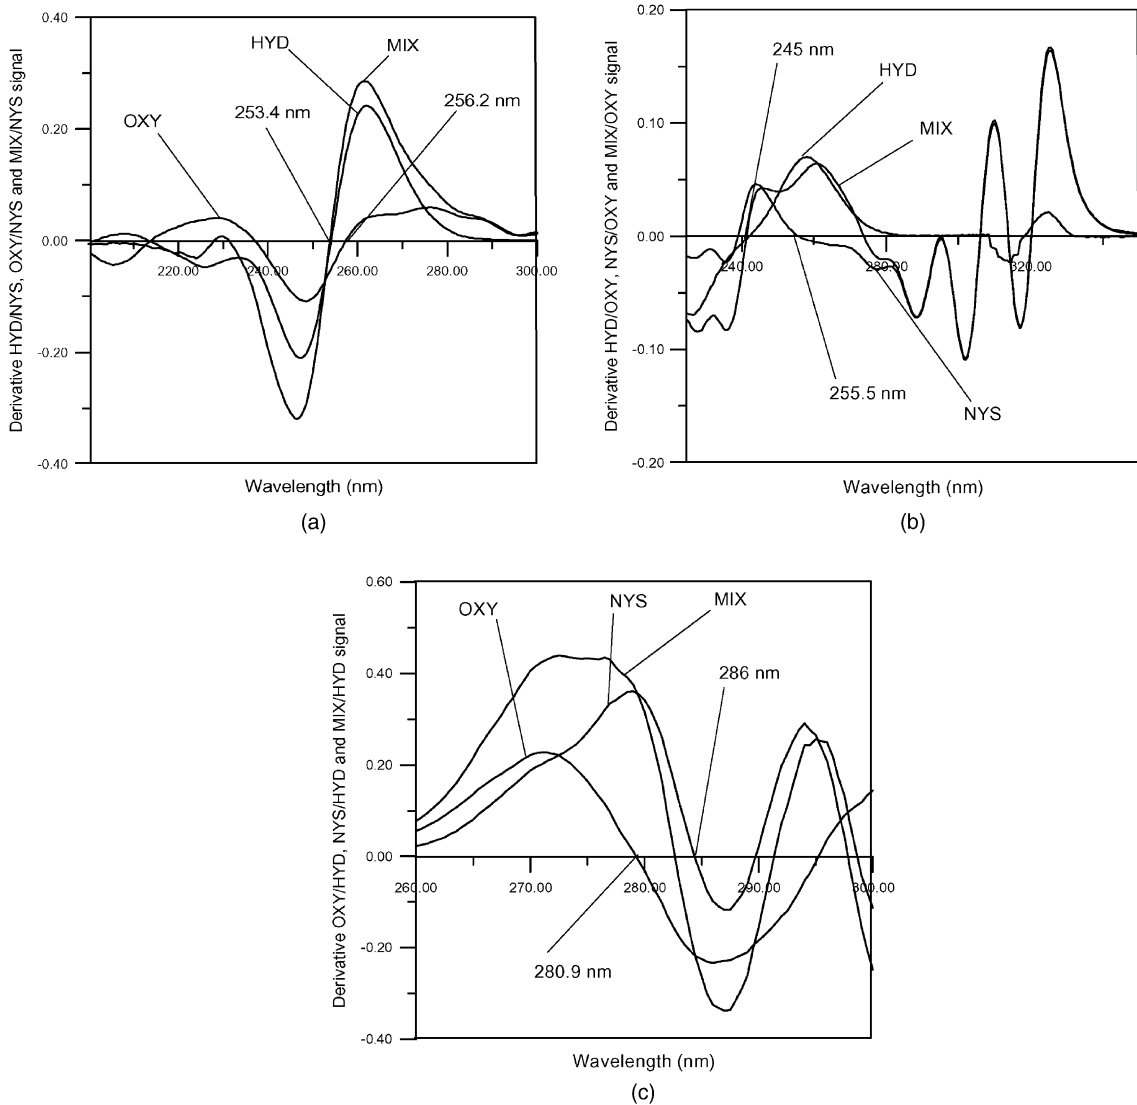 Derivative HYD/NYS, OXY/NYS and MIX/NYS signal
0.40
0.20
0.00
-0.20
-0.40
HYD
MIX
OXY
253.4 nm
256.2 nm
220.00
240.00
260.00
280.00
300.00
Wavelength (nm)
(a)
Derivative HYD/OXY, NYS/OXY and MIX/OXY signal
0.20
0.10
0.00
-0.10
-0.20
245 nm
HYD
MIX
240.00
280.00
320.00
255.5 nm
NYS
Wavelength (nm)
(b)
Derivative OXY/HYD, NYS/HYD and MIX/HYD signal
0.60
0.40
0.20
0.00
-0.20
-0.40
OXY
NYS
MIX
286 nm
260.00
270.00
280.00
290.00
300.00
280.9 nm
Wavelength (nm)
(c)